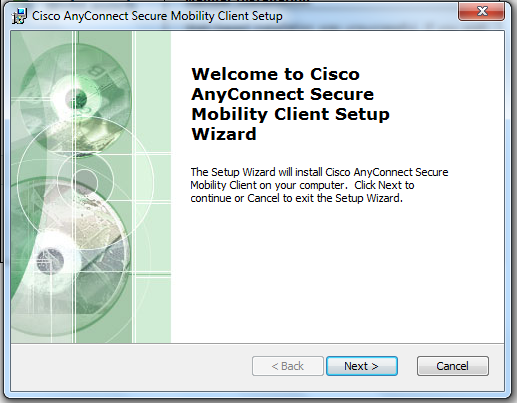 Cisco AnyConnect Secure Mobility Client Setup
Welcome to Cisco
AnyConnect Secure
Mobility Client Setup
Wizard
The Setup Wizard will install Cisco AnyConnect Secure
Mobility Client on your computer. Click Next to
continue or Cancel to exit the Setup Wizard.
< Back
Next >
Cancel